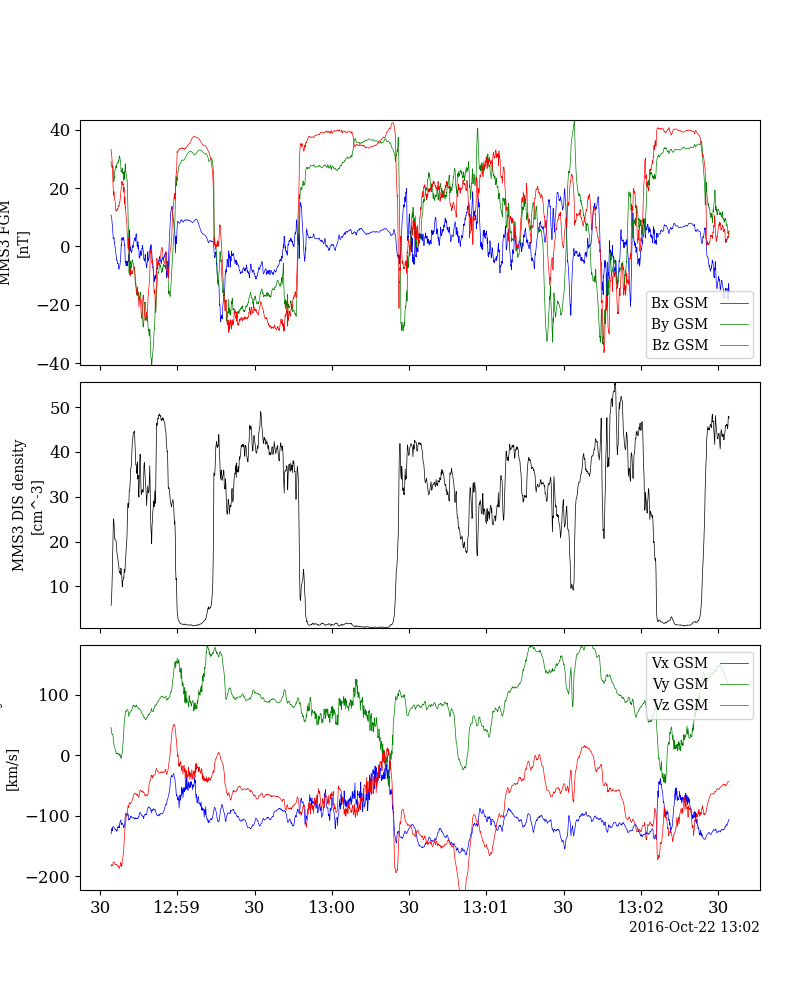 40
20
0
−20
−40
MMS3 FGM
[nT]
Bx GSM
By GSM
Bz GSM
50
40
30
20
10
MMS3 DIS density
[cm^-3]
100
0
−100
−200
[km/s]
Vx GSM
Vy GSM
Vz GSM
30
12:59
30
13:00
30
13:01
30
13:02
30
2016-Oct-22 13:02